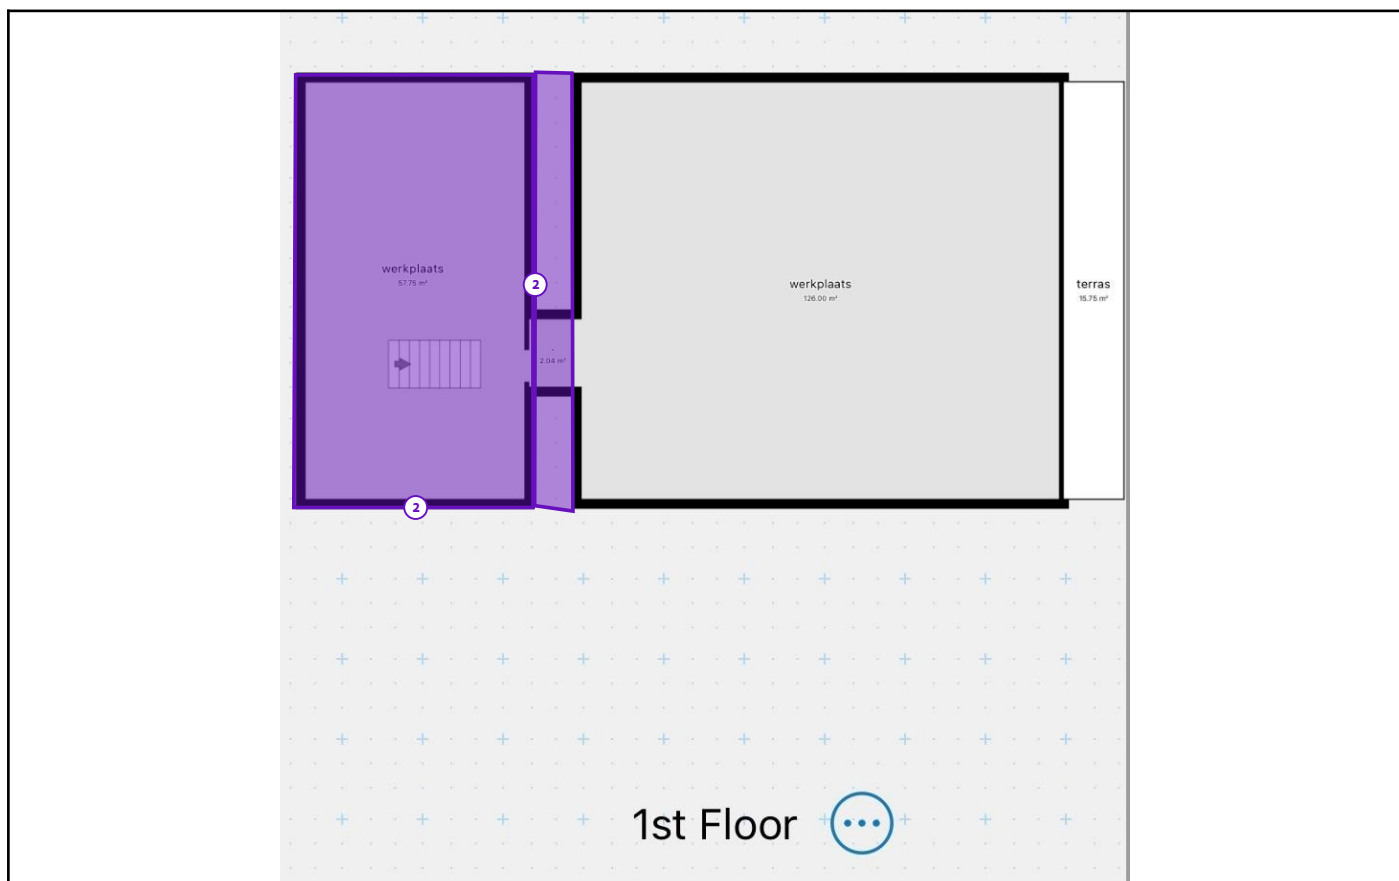 werkplaats
57.75 m²
2
werkplaats
126.00 m²
terras
15.75 m²
2.04 m²
2
1st Floor